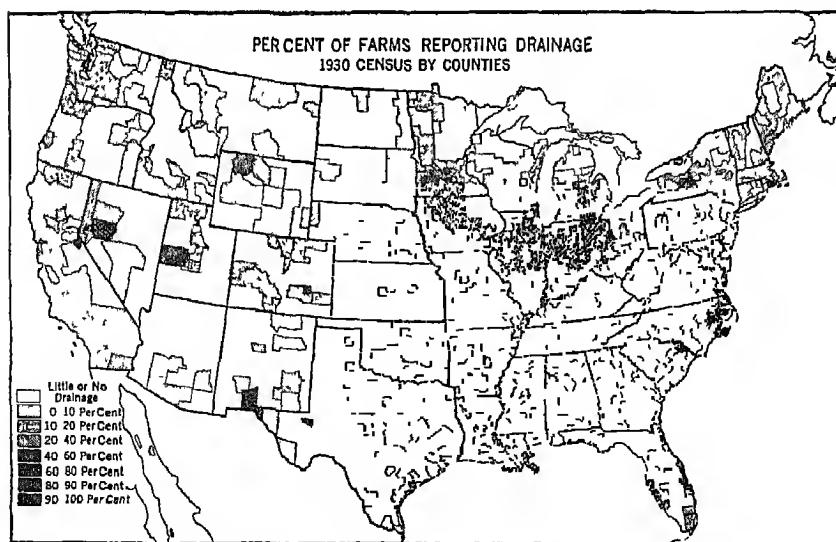 PER CENT OF FARMS REPORTING DRAINAGE
1930 CENSUS BY COUNTIES
Little or No
Drainage
0 10 Per Cent
10 20 Per Cent
20 40 Per Cent
40 60 Per Cent
60 80 Per Cent
80 90 Per Cent
90 100 Per Cent